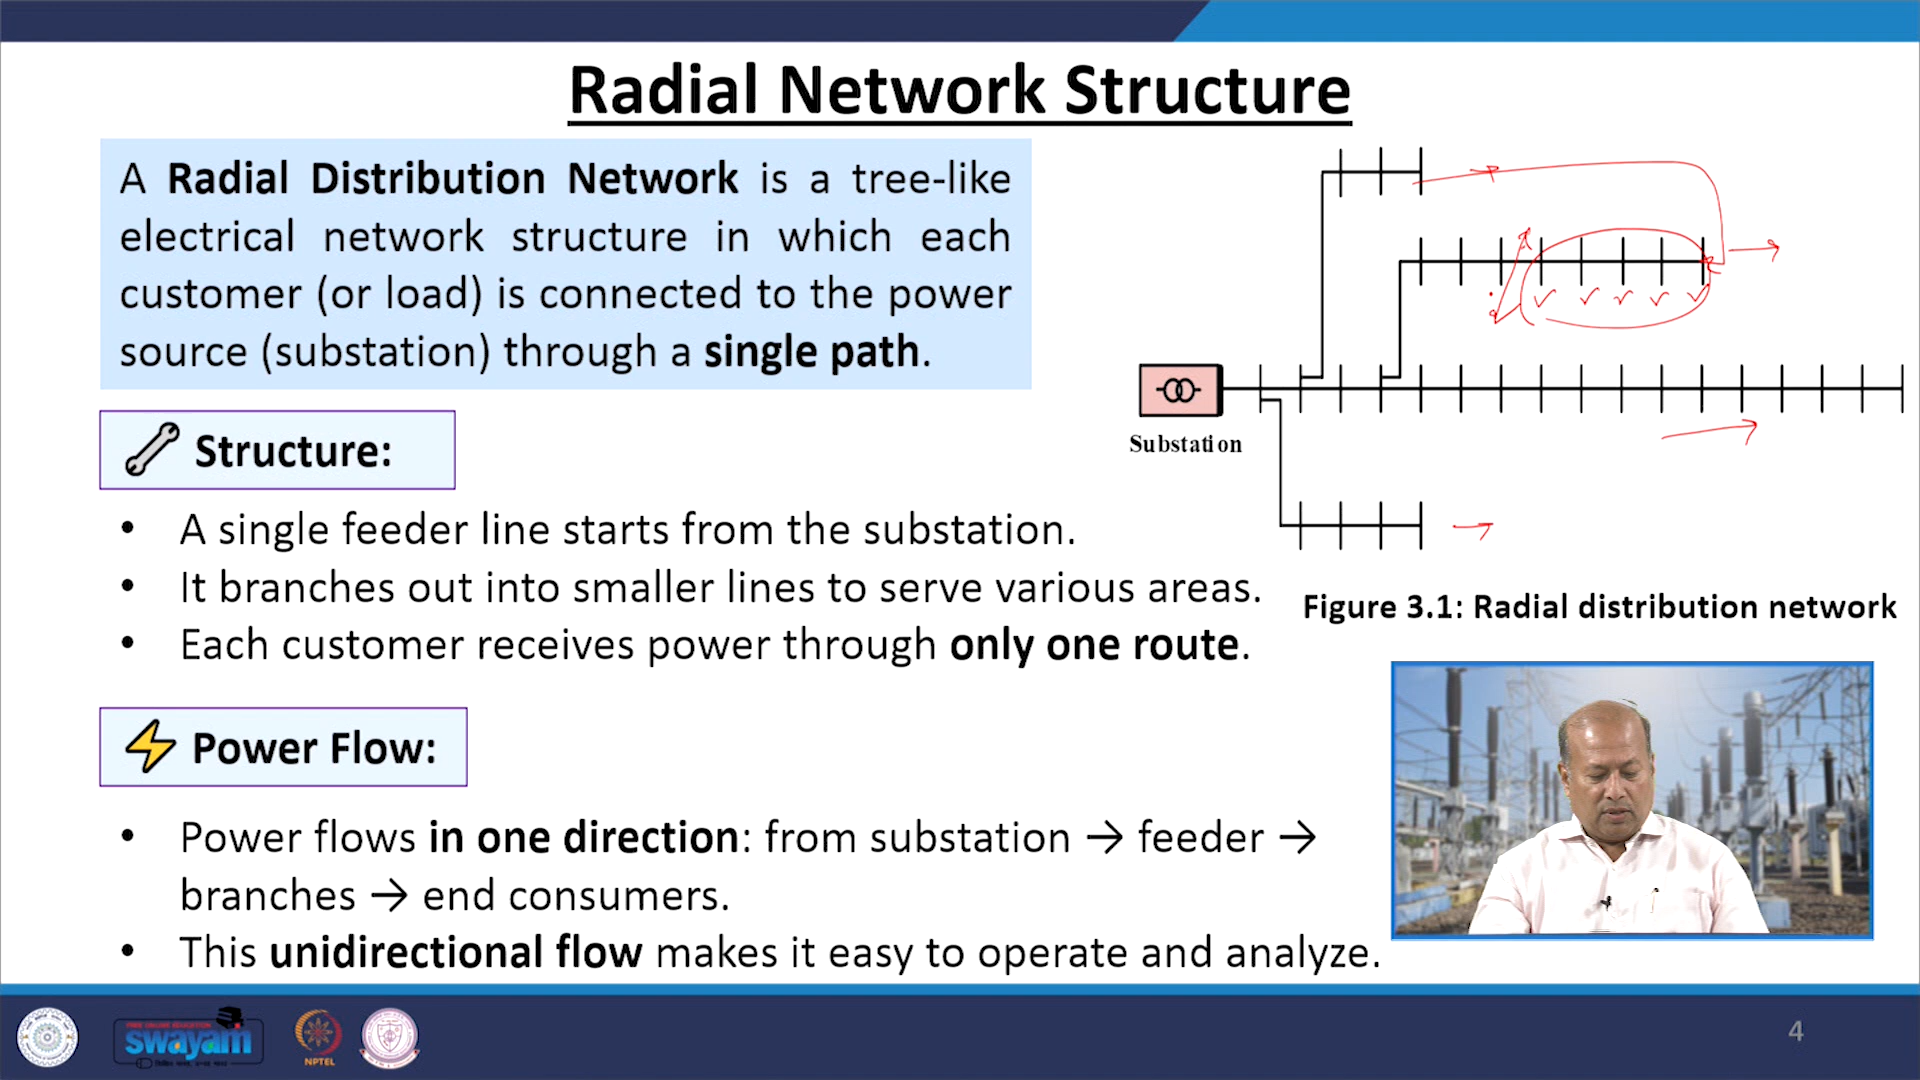 Radial Network Structure
A Radial Distribution Network is a tree-like
electrical network structure in which each
customer (or load) is connected to the power
source (substation) through a single path.
Structure:
• A single feeder line starts from the substation.
• It branches out into smaller lines to serve various areas.
• Each customer receives power through only one route.
Power Flow:
• Power flows in one direction: from substation → feeder →
branches → end consumers.
• This unidirectional flow makes it easy to operate and analyze.
Substation
Figure 3.1: Radial distribution network
FREE ONLINE EDUCATION
swayam
NPTEL
4